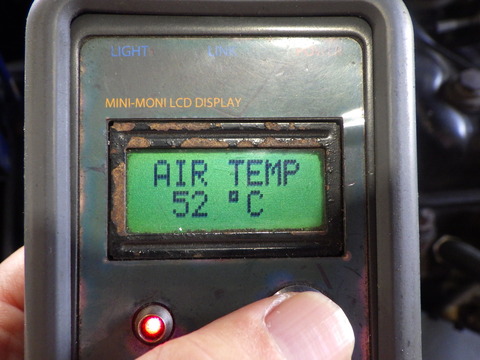 LIGHT LINK
MINI-MONI LCD DISPLAY
AIR TEMP
52 °C